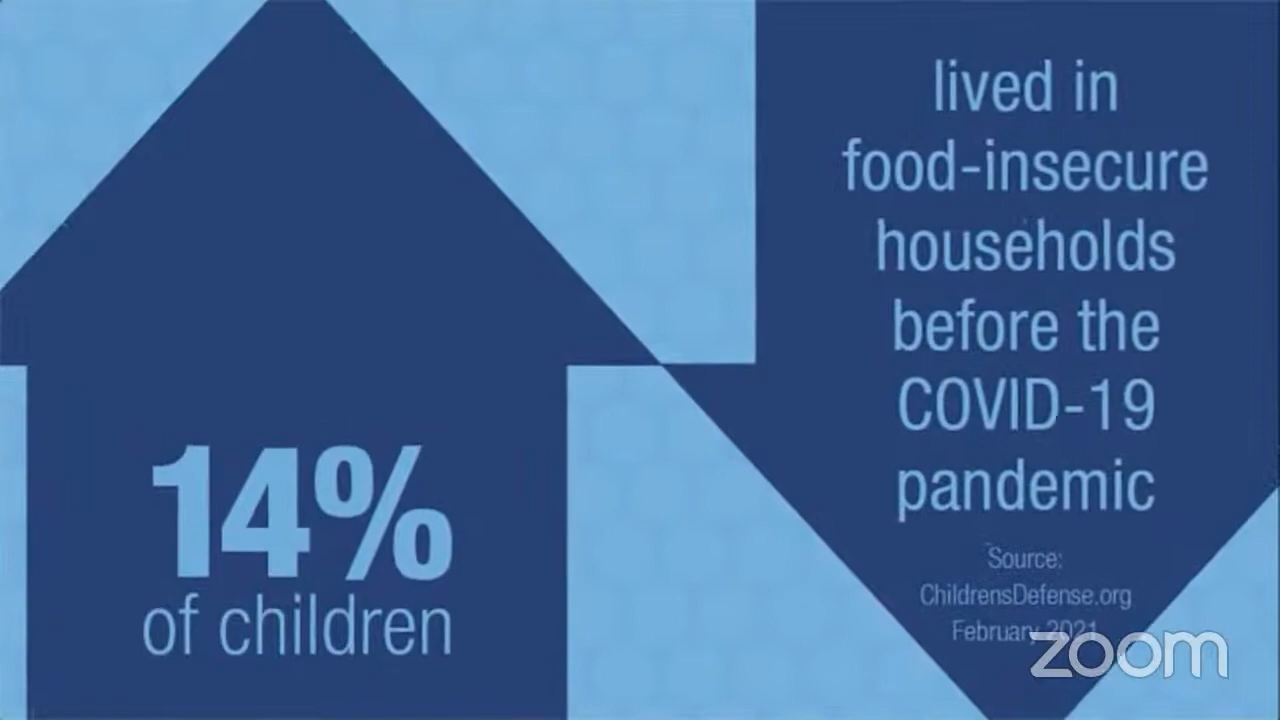 14%
of children
lived in
food-insecure
households
before the
COVID-19
pandemic
Source:
ChildrensDefense.org
February 2021
zoom